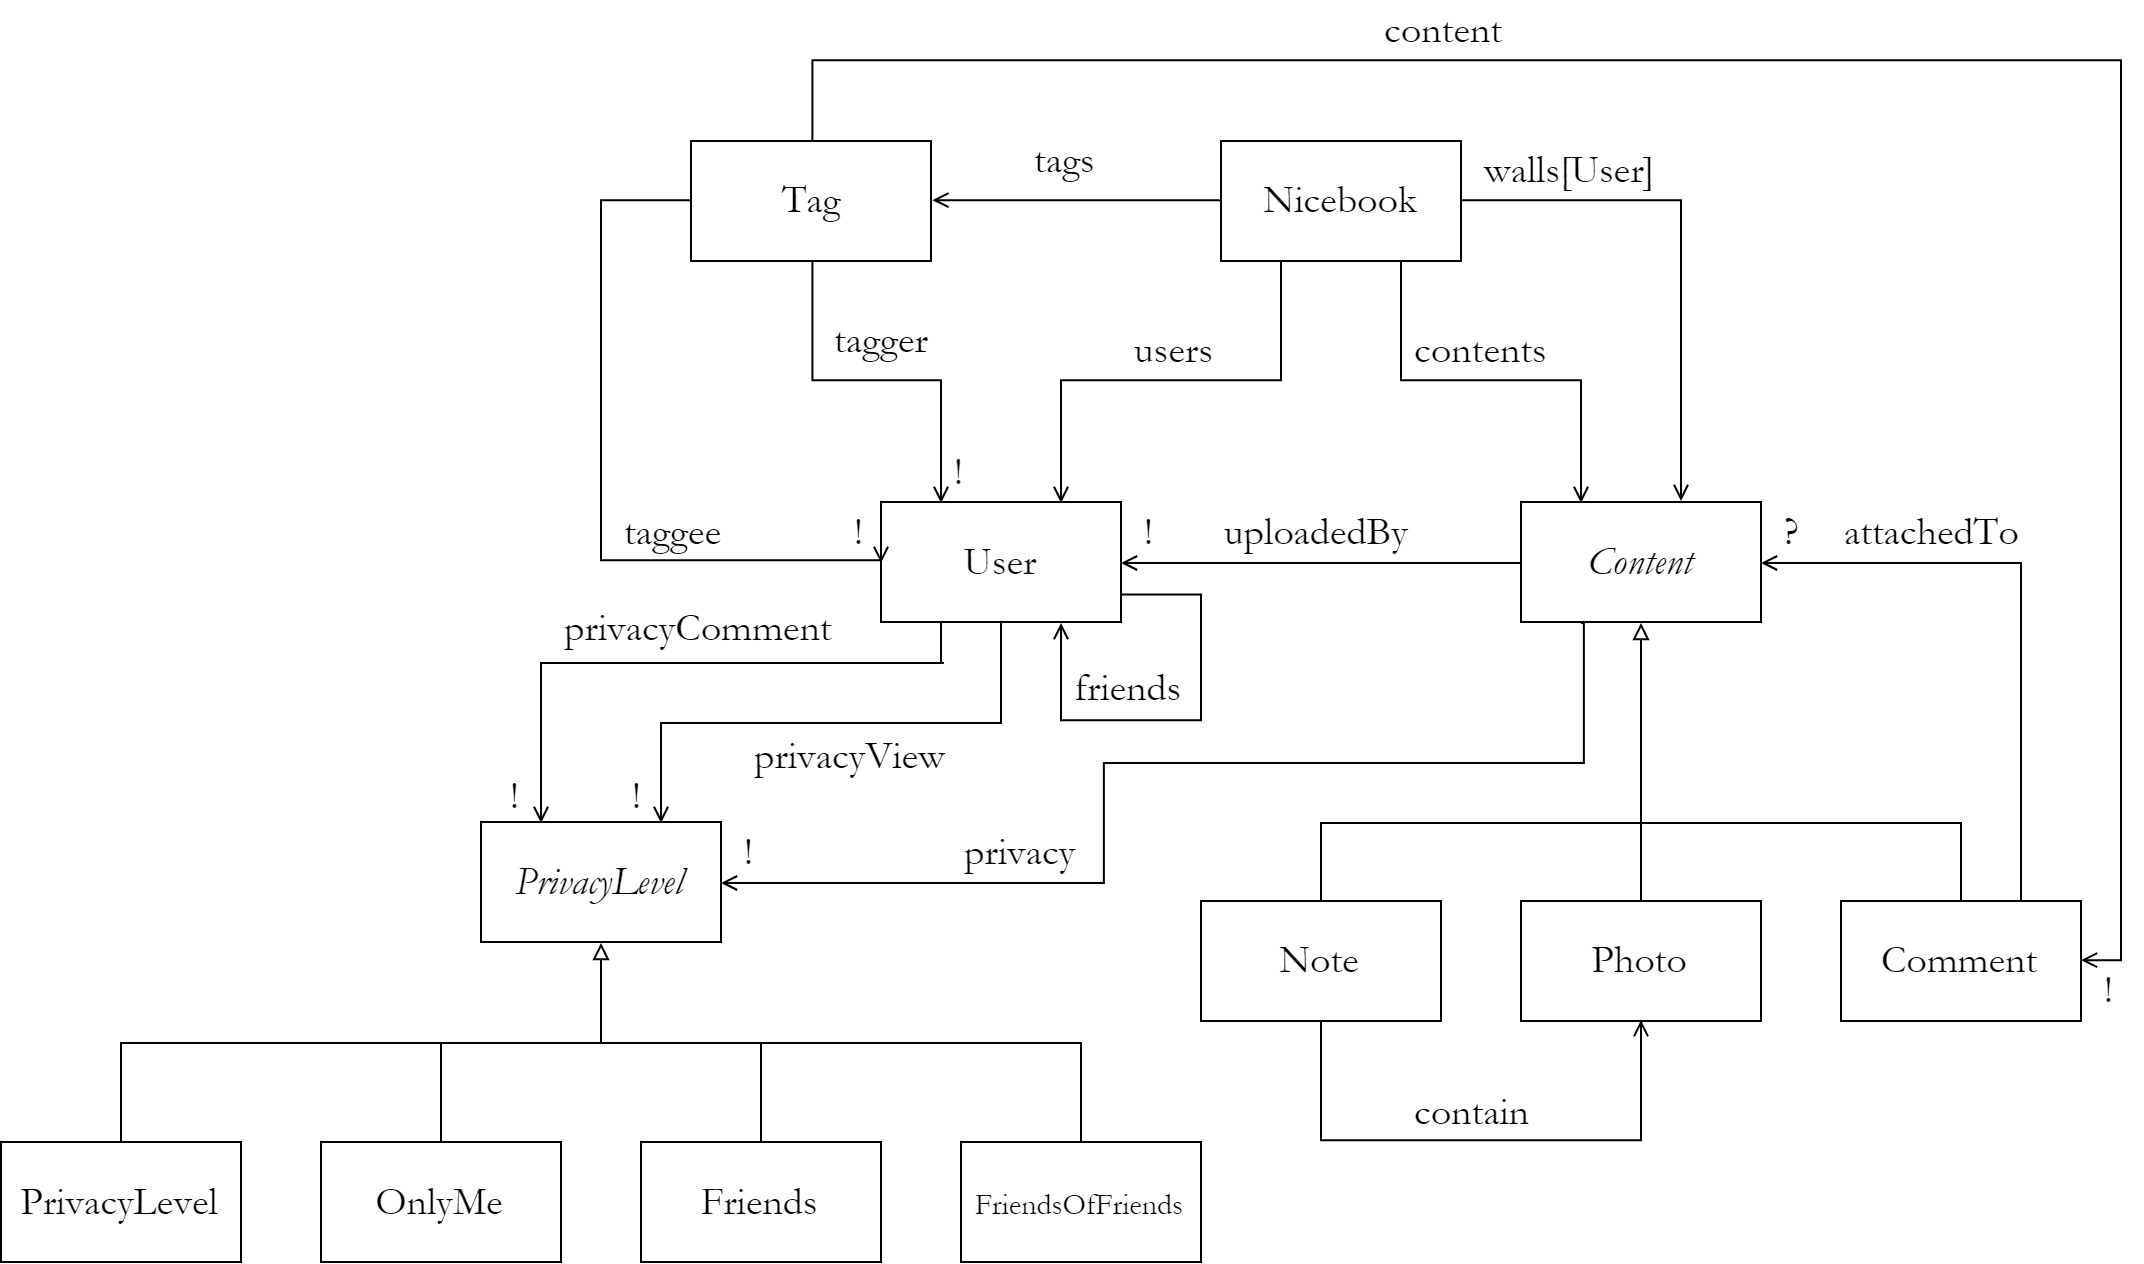 content
tags
walls[User]
Tag
Nicebook
tagger
users
contents
!
taggee
!
!
uploadedBy
?
attachedTo
User
Content
privacyComment
friends
privacyView
!
!
!
privacy
PrivacyLevel
Note
Photo
Comment
!
contain
PrivacyLevel
OnlyMe
Friends
FriendsOfFriends